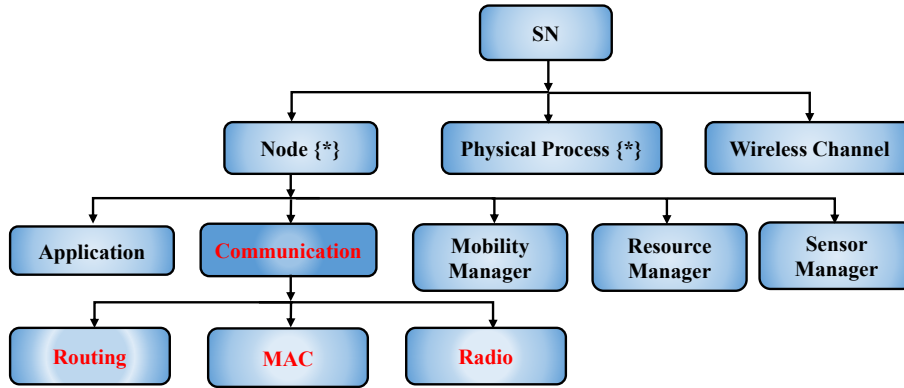 SN
Node {*}
Physical Process {*}
Wireless Channel
Application
Communication
Mobility
Manager
Resource
Manager
Sensor
Manager
Routing
MAC
Radio